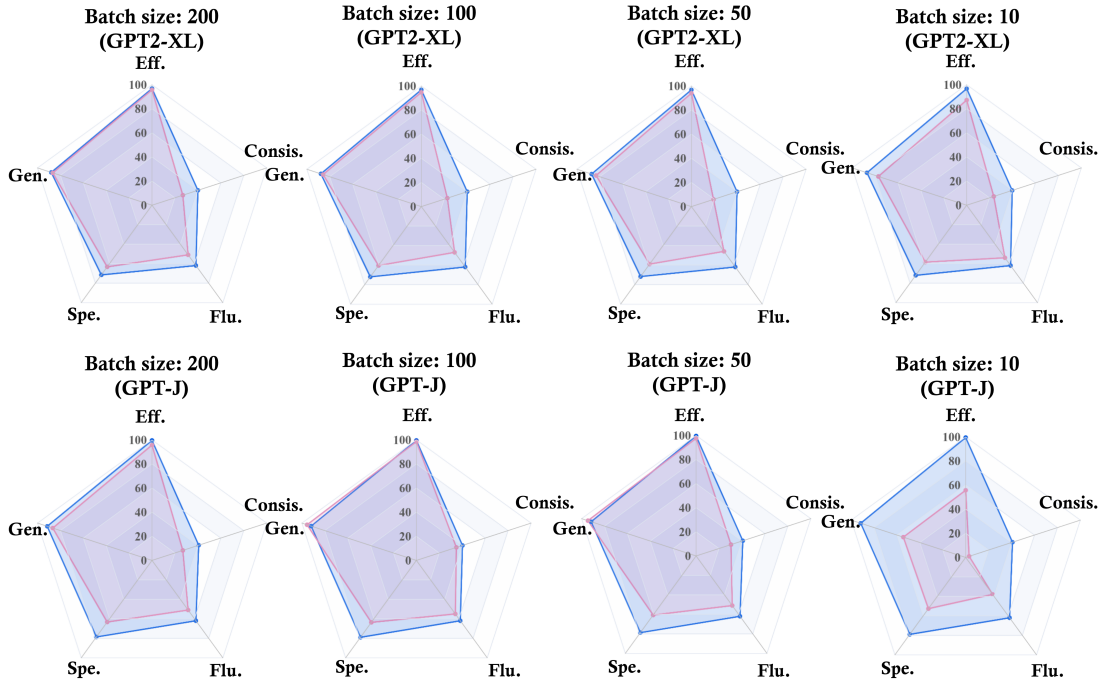 Batch size: 200
(GPT2-XL)
Eff.
100
80
60
40
20
0
Consis.
Gen.
Spe.
Flu.
Batch size: 100
(GPT2-XL)
Eff.
100
80
60
40
20
0
Consis.
Gen.
Spe.
Flu.
Batch size: 50
(GPT2-XL)
Eff.
100
80
60
40
20
0
Consis.
Gen.
Spe.
Flu.
Batch size: 10
(GPT2-XL)
Eff.
100
80
60
40
20
0
Consis.
Gen.
Spe.
Flu.
Batch size: 200
(GPT-J)
Eff.
100
80
60
40
20
0
Consis.
Gen.
Spe.
Flu.
Batch size: 100
(GPT-J)
Eff.
100
80
60
40
20
0
Consis.
Gen.
Spe.
Flu.
Batch size: 50
(GPT-J)
Eff.
100
80
60
40
20
0
Consis.
Gen.
Spe.
Flu.
Batch size: 10
(GPT-J)
Eff.
100
80
60
40
20
0
Consis.
Gen.
Spe.
Flu.